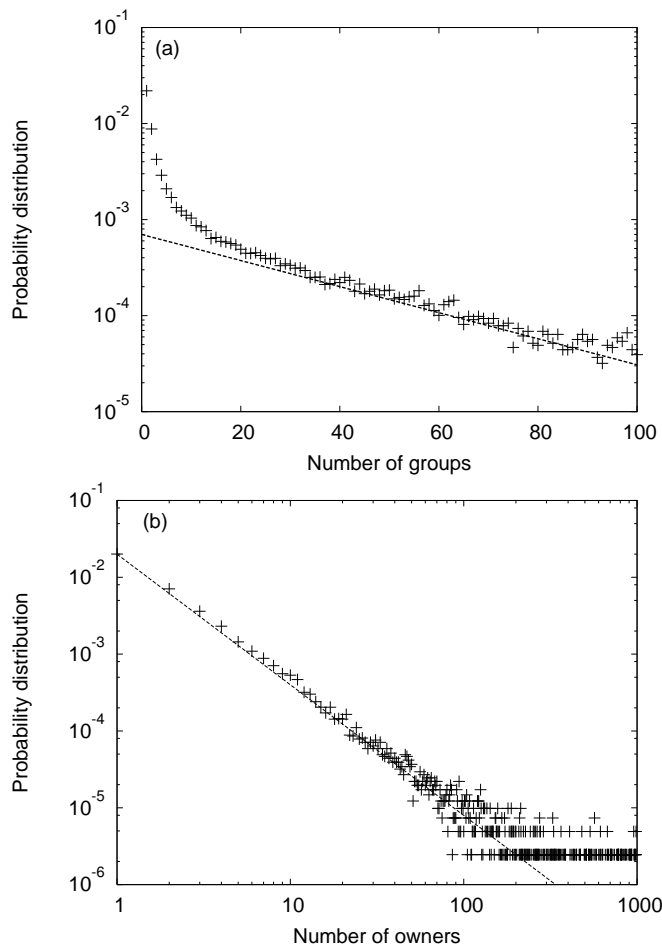 10^-1
(a)
10^-2
10^-3
10^-4
10^-5
Probability distribution
0 20 40 60 80 100
Number of groups
10^-1
(b)
10^-2
10^-3
10^-4
10^-5
10^-6
Probability distribution
1 10 100 1000
Number of owners